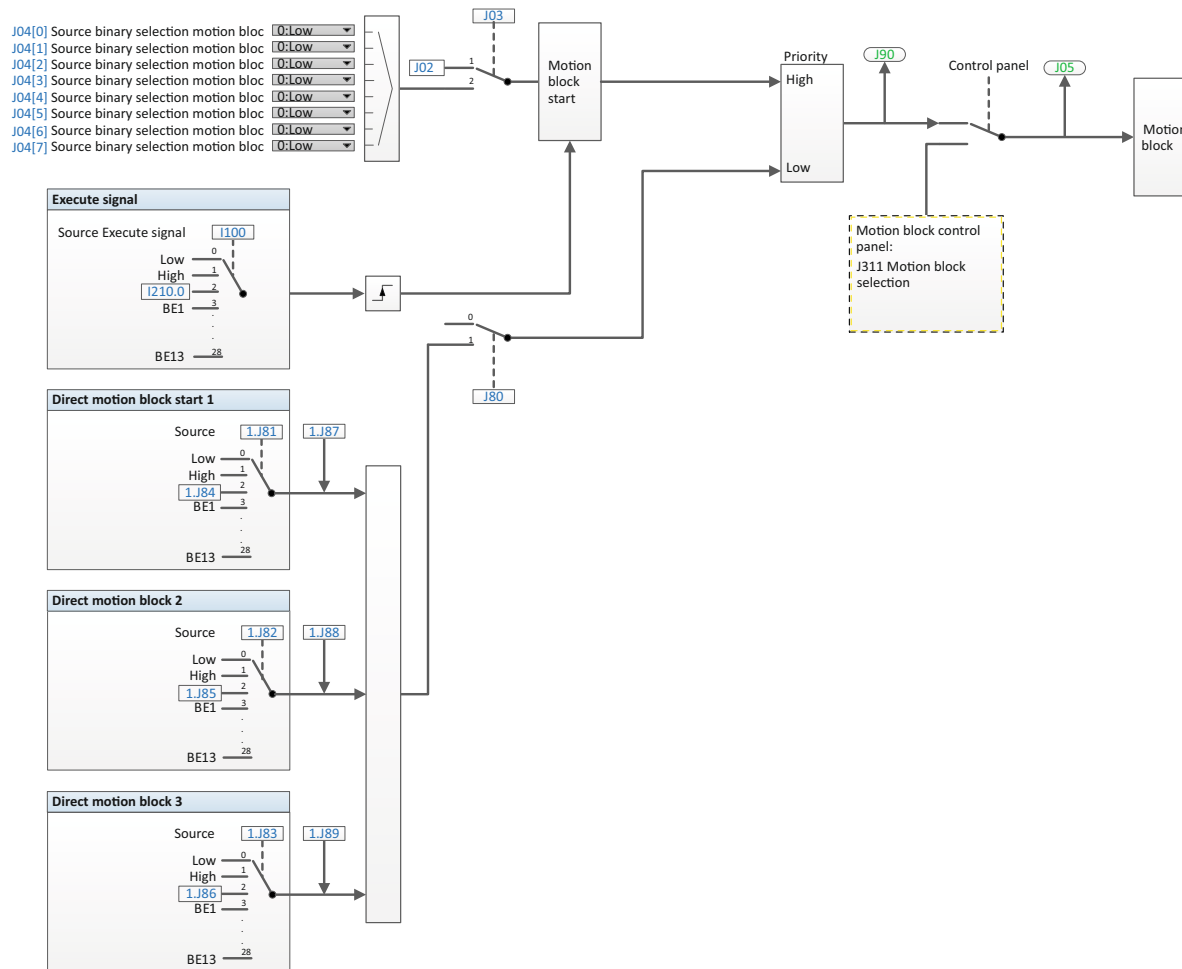 J04[0] Source binary selection motion bloc 0:Low
J04[1] Source binary selection motion bloc 0:Low
J04[2] Source binary selection motion bloc 0:Low
J04[3] Source binary selection motion bloc 0:Low
J04[4] Source binary selection motion bloc 0:Low
J04[5] Source binary selection motion bloc 0:Low
J04[6] Source binary selection motion bloc 0:Low
J04[7] Source binary selection motion bloc 0:Low
J03
J02
1
2
Motion
block
start
Priority
High
Low
J90
Control panel
J05
Motion
block
Motion block control
panel:
J311 Motion block
selection
Execute signal
Source Execute signal I100
Low 0
High 1
I210.0 2
BE1 3
.
.
.
BE13 28
0
1
J80
Direct motion block start 1
Source 1.J81 1.J87
Low 0
High 1
1.J84 2
BE1 3
.
.
.
BE13 28
Direct motion block 2
Source 1.J82 1.J88
Low 0
High 1
1.J85 2
BE1 3
.
.
.
BE13 28
Direct motion block 3
Source 1.J83 1.J89
Low 0
High 1
1.J86 2
BE1 3
.
.
.
BE13 28